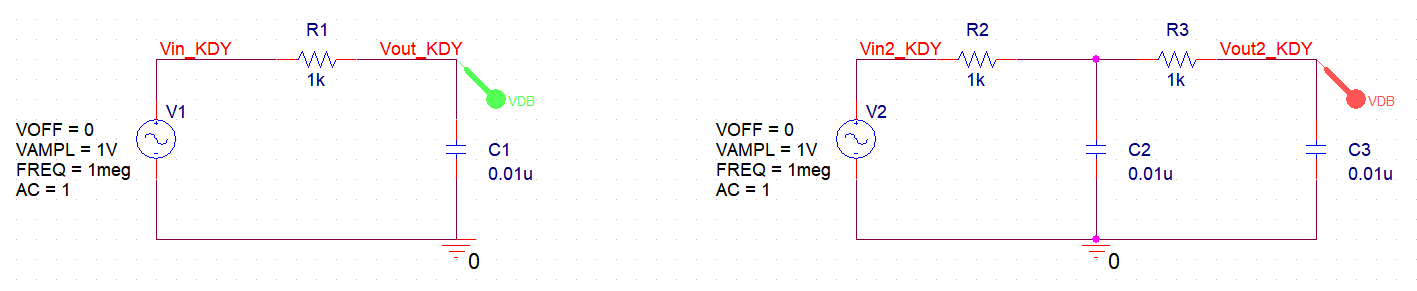 R1
Vin_KDY
Vout_KDY
1k
VDB
V1
VOFF = 0
VAMPL = 1V
FREQ = 1meg
AC = 1
C1
0.01u
0
R2
R3
Vin2_KDY
Vout2_KDY
1k
1k
VDB
V2
VOFF = 0
VAMPL = 1V
FREQ = 1meg
AC = 1
C2
0.01u
C3
0.01u
0